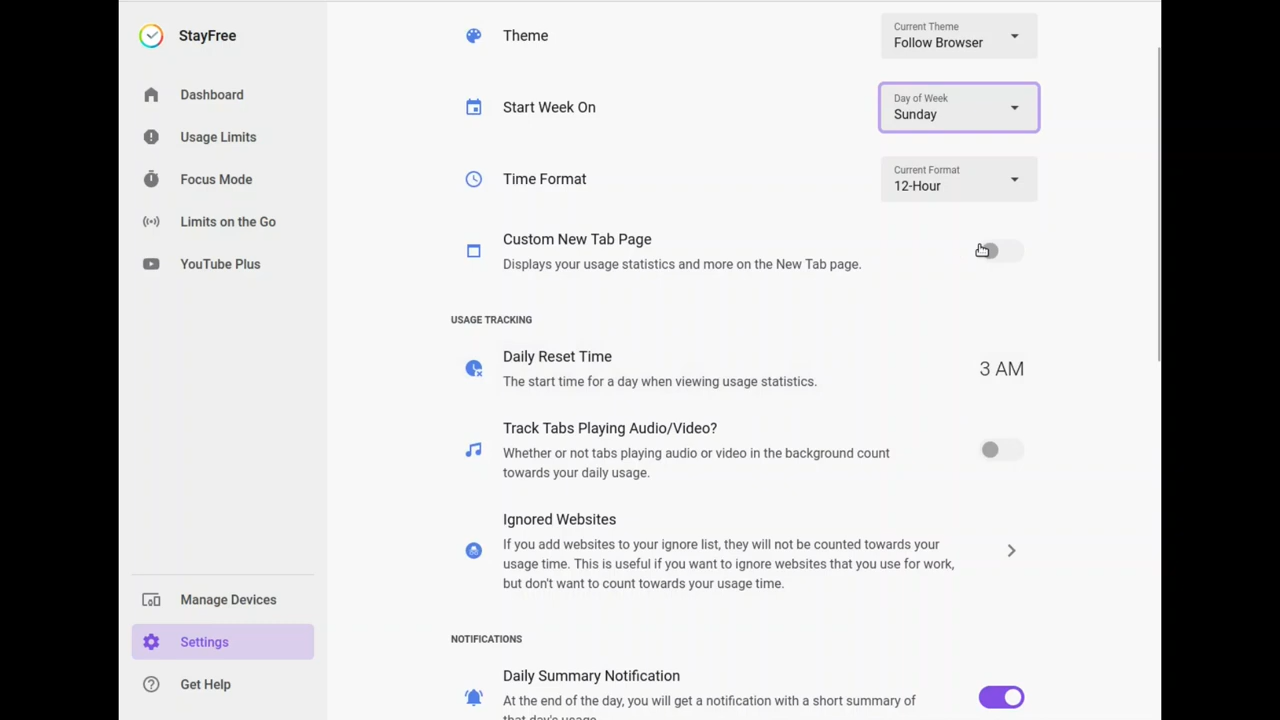 StayFree
Dashboard
Usage Limits
Focus Mode
Limits on the Go
YouTube Plus
Manage Devices
Settings
Get Help
Theme
Current Theme
Follow Browser
Start Week On
Day of Week
Sunday
Time Format
Current Format
12-Hour
Custom New Tab Page
Displays your usage statistics and more on the New Tab page.
USAGE TRACKING
Daily Reset Time
The start time for a day when viewing usage statistics.
3 AM
Track Tabs Playing Audio/Video?
Whether or not tabs playing audio or video in the background count
towards your daily usage.
Ignored Websites
If you add websites to your ignore list, they will not be counted towards your
usage time. This is useful if you want to ignore websites that you use for work,
but don't want to count towards your usage time.
NOTIFICATIONS
Daily Summary Notification
At the end of the day, you will get a notification with a short summary of
that day's usage.